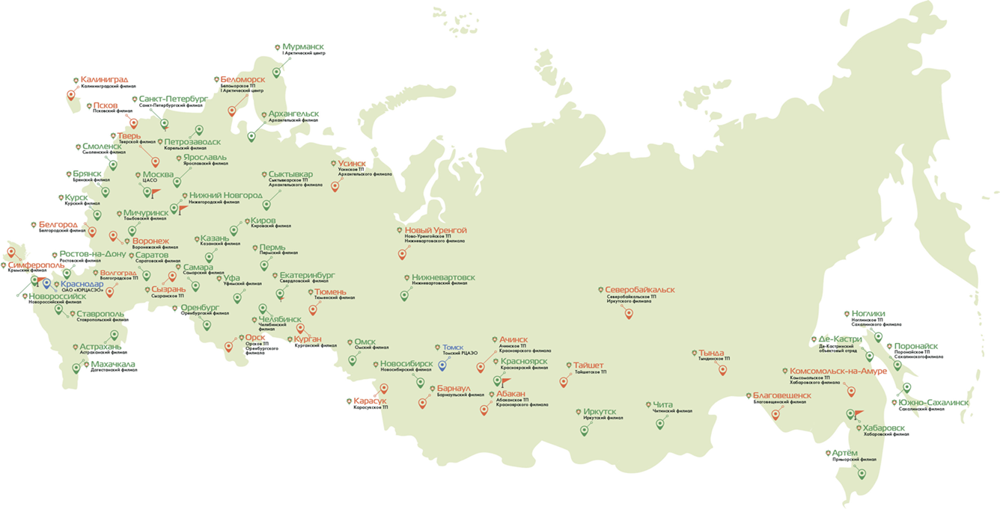 Мурманск
I Арктический центр
Калининград
Калининградский филиал
Беломорск
Беломорское ТП
I Арктический центр
Санкт-Петербург
Санкт-Петербургский филиал
Псков
Псковский филиал
Архангельск
Архангельский филиал
Тверь
Тверской филиал
Петрозаводск
Карельский филиал
Смоленск
Смоленский филиал
Ярославль
Ярославский филиал
Усинск
Усинское ТП
Архангельского филиала
Брянск
Брянский филиал
Москва
ЦАСО
Сыктывкар
Сыктывкарское ТП
Архангельского филиала
Курск
Курский филиал
Нижний Новгород
Нижегородский филиал
Мичуринск
Тамбовский филиал
Белгород
Белгородский филиал
Киров
Кировский филиал
Новый Уренгой
Ново-Уренгойское ТП
Нижневартовского филиала
Воронеж
Воронежский филиал
Казань
Казанский филиал
Пермь
Пермский филиал
Ростов-на-Дону
Ростовский филиал
Саратов
Саратовский филиал
Симферополь
Крымский филиал
Самара
Самарский филиал
Волгоград
Волгоградское ТП
Уфа
Уфимский филиал
Екатеринбург
Свердловский филиал
Нижневартовск
Нижневартовский филиал
Краснодар
ОАО «ЮРЦАСЭО»
Сызрань
Сызранское ТП
Тюмень
Тюменский филиал
Северобайкальск
Северобайкальское ТП
Иркутского филиала
Новороссийск
Новороссийский филиал
Оренбург
Оренбургский филиал
Ставрополь
Ставропольский филиал
Челябинск
Челябинский
филиал
Ноглики
Ногликское ТП
Сахалинского филиала
Орск
Орское ТП
Оренбургского
филиала
Курган
Курганский филиал
Омск
Омский филиал
Томск
Томский РЦАЭО
Ачинск
Ачинское ТП
Красноярского филиала
Де-Кастри
Де-Кастринский
объектовый отряд
Астрахань
Астраханский филиал
Поронайск
Сахалинскогофилиала
Тында
Тындинское ТП
Махачкала
Дагестанский филиал
Новосибирск
Новосибирский филиал
Красноярск
Красноярский филиал
Тайшет
Тайшетское ТП
Комсомольск-на-Амуре
Комсомольское ТП
Хабаровского филиала
Барнаул
Барнаульский филиал
Абакан
Абаканское ТП
Красноярского филиала
Карасук
Карасукское ТП
Благовещенск
Благовещенский филиал
Южно-Сахалинск
Сахалинский филиал
Чита
Читинский филиал
Иркутск
Иркутский филиал
Хабаровск
Хабаровский филиал
Артём
Приморский филиал